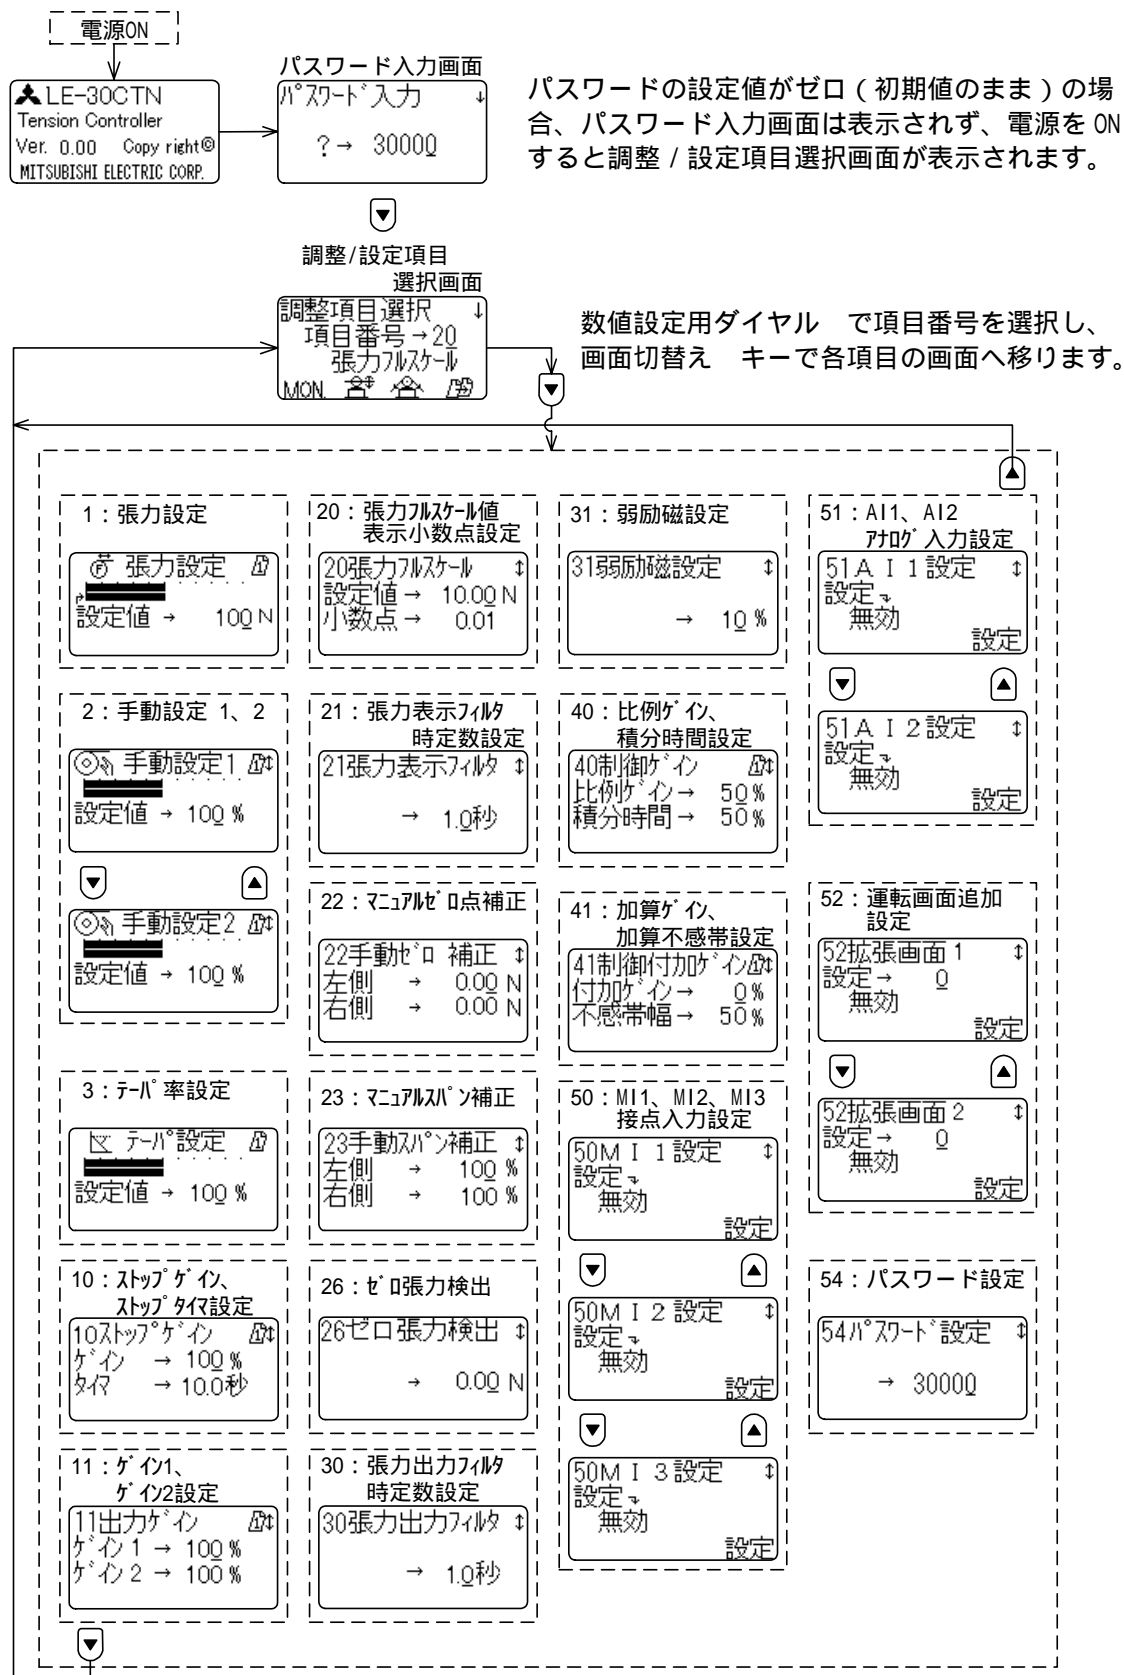 電源ON
LE-30CTN
Tension Controller
Ver. 0.00 Copy right©
MITSUBISHI ELECTRIC CORP.
パスワード入力画面
ﾊﾟｽﾜｰﾄﾞ入力 ↓
?→ 30000
パスワードの設定値がゼロ（初期値のまま）の場
合、パスワード入力画面は表示されず、電源を ON
すると調整／設定項目選択画面が表示されます。
▼
調整/設定項目
選択画面
調整項目選択 ↓
項目番号→20
張力ﾌﾙｽｹｰﾙ
MON.
数値設定用ダイヤル　で項目番号を選択し、
画面切替え　キーで各項目の画面へ移ります。
▼
▲
1：張力設定
張力設定
設定値→ 100 N
2：手動設定 1、2
手動設定1 ↕
設定値→ 100 %
▼ ▲
手動設定2 ↕
設定値→ 100 %
3：ﾃｰﾊﾟ率設定
ﾃｰﾊﾟ設定
設定値→ 100 %
10：ｽﾄｯﾌﾟｹﾞｲﾝ、
ｽﾄｯﾌﾟﾀｲﾏ設定
10ｽﾄｯﾌﾟｹﾞｲﾝ ↕
ｹﾞｲﾝ → 100 %
ﾀｲﾏ → 10.0秒
11：ｹﾞｲﾝ1、
ｹﾞｲﾝ2設定
11出力ｹﾞｲﾝ ↕
ｹﾞｲﾝ1 → 100 %
ｹﾞｲﾝ2 → 100 %
▼
20：張力ﾌﾙｽｹｰﾙ値
表示小数点設定
20張力ﾌﾙｽｹｰﾙ ↕
設定値→ 10.00 N
小数点→ 0.01
21：張力表示ﾌｨﾙﾀ
時定数設定
21張力表示ﾌｨﾙﾀ ↕
→ 1.0秒
22：ﾏﾆｭｱﾙｾﾞﾛ点補正
22手動ｾﾞﾛ 補正 ↕
左側 → 0.00 N
右側 → 0.00 N
23：ﾏﾆｭｱﾙｽﾊﾟﾝ補正
23手動ｽﾊﾟﾝ補正 ↕
左側 → 100 %
右側 → 100 %
26：ｾﾞﾛ張力検出
26ゼロ張力検出 ↕
→ 0.00 N
30：張力出力ﾌｨﾙﾀ
時定数設定
30張力出力ﾌｨﾙﾀ ↕
→ 1.0秒
31：弱励磁設定
31弱励磁設定 ↕
→ 10 %
40：比例ｹﾞｲﾝ、
積分時間設定
40制御ｹﾞｲﾝ ↕
比例ｹﾞｲﾝ→ 50 %
積分時間→ 50 %
41：加算ｹﾞｲﾝ、
加算不感帯設定
41制御付加ｹﾞｲﾝ ↕
付加ｹﾞｲﾝ→ 0 %
不感帯幅→ 50 %
50：MI1、MI2、MI3
接点入力設定
50MI 1設定 ↕
設定
無効
設定
▼ ▲
50MI 2設定 ↕
設定
無効
設定
▼ ▲
50MI 3設定 ↕
設定
無効
設定
51：AI1、AI2
ｱﾅﾛｸﾞ入力設定
51AI 1設定 ↕
設定
無効
設定
▼ ▲
51AI 2設定 ↕
設定
無効
設定
52：運転画面追加
設定
52拡張画面1 ↕
設定→ 0
無効
設定
▼ ▲
52拡張画面2 ↕
設定→ 0
無効
設定
54：パスワード設定
54ﾊﾟｽﾜｰﾄﾞ設定 ↕
→ 30000